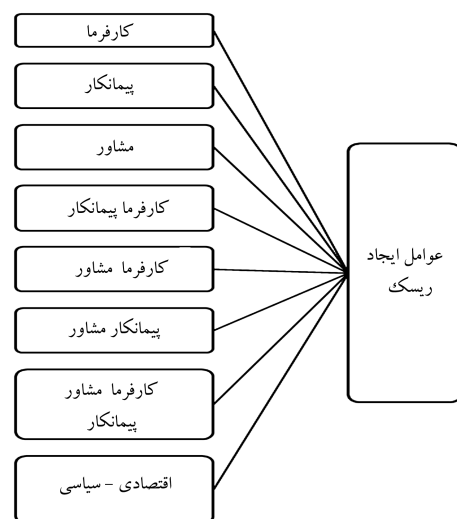 عوامل ایجاد
ریسک
کارفرما
پیمانکار
مشاور
کارفرما پیمانکار
کارفرما مشاور
پیمانکار مشاور
کارفرما مشاور
پیمانکار
اقتصادی – سیاسی